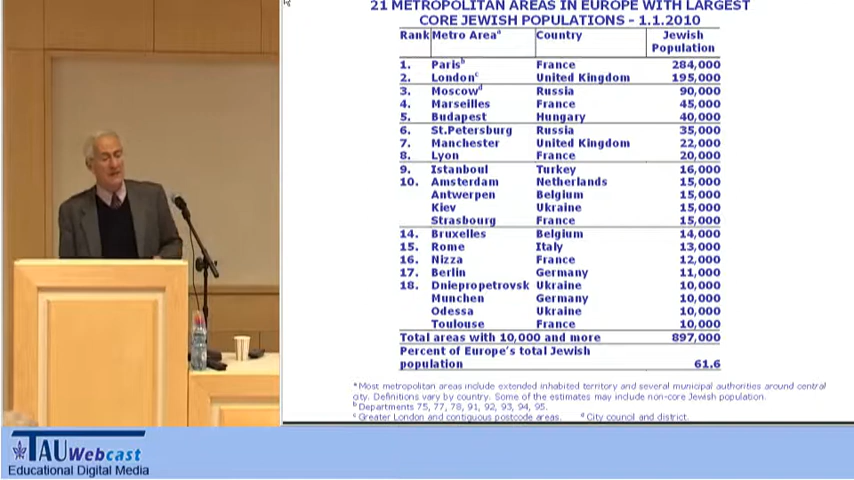 21 METROPOLITAN AREAS IN EUROPE WITH LARGEST
CORE JEWISH POPULATIONS – 1.1.2010
Rank Metro Areaᵃ Country Jewish
Population
1. Parisᵇ France 284,000
2. Londonᶜ United Kingdom 195,000
3. Moscowᵈ Russia 90,000
4. Marseilles France 45,000
5. Budapest Hungary 40,000
6. St.Petersburg Russia 35,000
7. Manchester United Kingdom 22,000
8. Lyon France 20,000
9. Istanboul Turkey 16,000
10. Amsterdam Netherlands 15,000
Antwerpen Belgium 15,000
Kiev Ukraine 15,000
Strasbourg France 15,000
14. Bruxelles Belgium 14,000
15. Rome Italy 13,000
16. Nizza France 12,000
17. Berlin Germany 11,000
18. Dniepropetrovsk Ukraine 10,000
Munchen Germany 10,000
Odessa Ukraine 10,000
Toulouse France 10,000
Total areas with 10,000 and more 897,000
Percent of Europe's total Jewish
population 61.6
ᵃ Most metropolitan areas include extended inhabited territory and several municipal authorities around central
city. Definitions vary by country. Some of the estimates may include non-core Jewish population.
ᵇ Departments 75, 77, 78, 91, 92, 93, 94, 95.
ᶜ Greater London and contiguous postcode areas. ᵈ City council and district.
TAU Webcast
Educational Digital Media